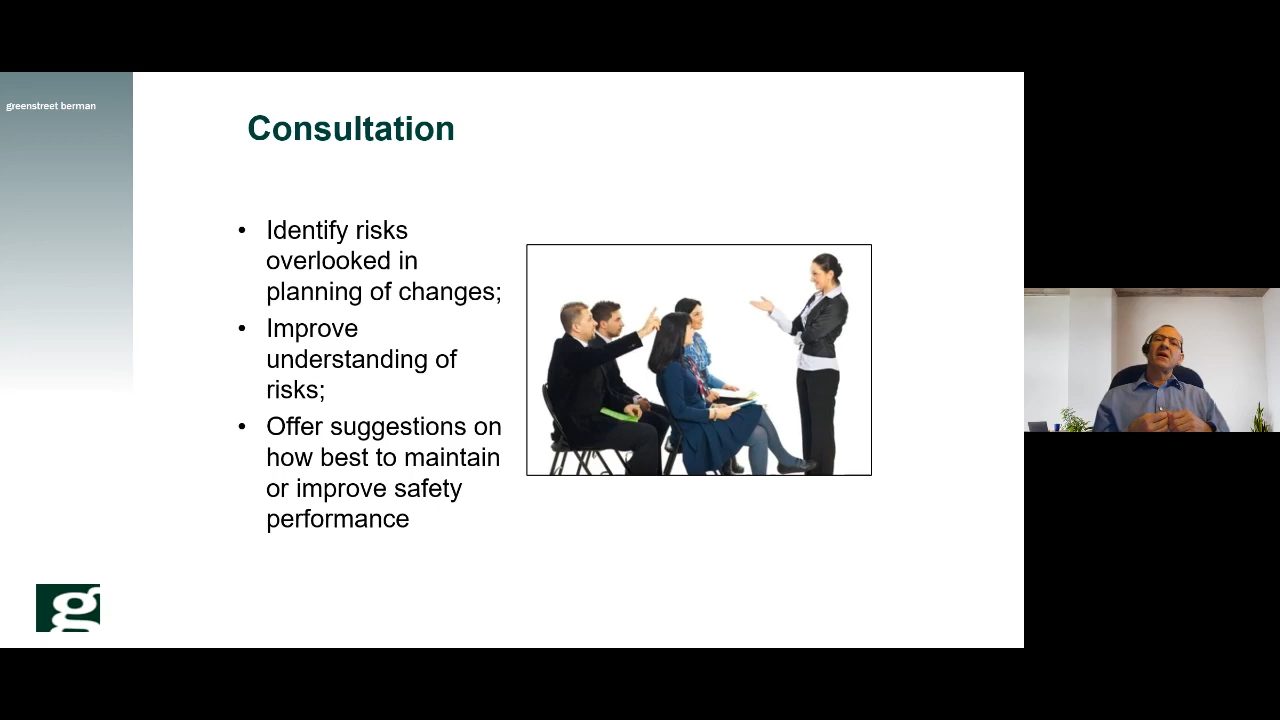 greenstreet berman
Consultation
• Identify risks
overlooked in
planning of changes;
• Improve
understanding of
risks;
• Offer suggestions on
how best to maintain
or improve safety
performance
g